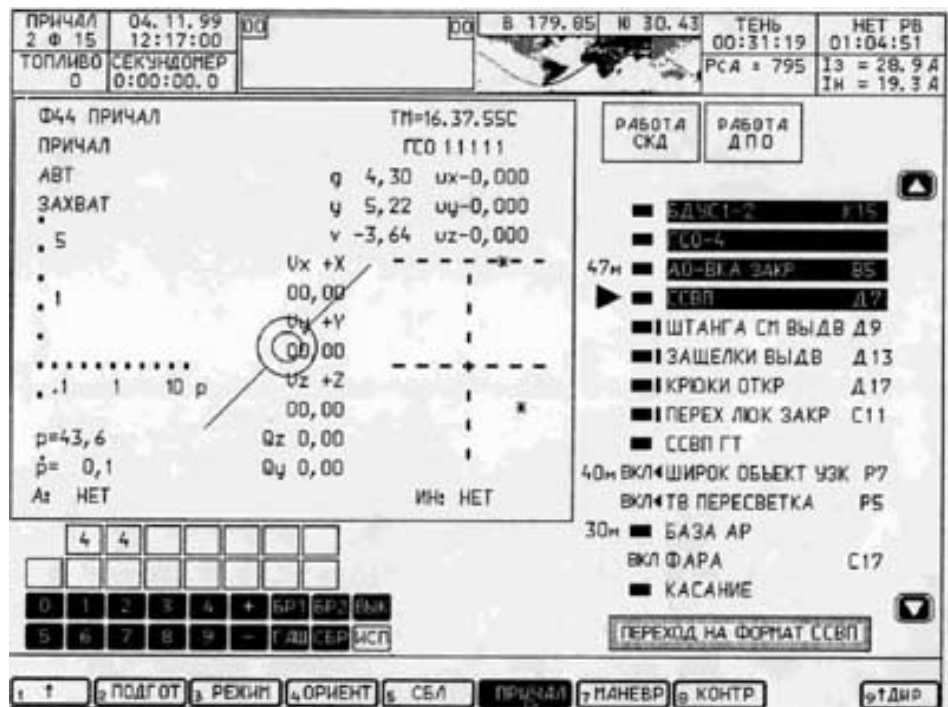 ПРИЧАЛ
2 Ф 15
04.11.99
12:17:00
00
00
В 179.85 Ю 30.43
ТЕНЬ
00:31:19
НЕТ РВ
01:04:51
ТОПЛИВО
0
СЕКУНДОМЕР
0:00:00.0
РСА = 795
IЗ = 28.9 А
IН = 19.3 А
Ф44 ПРИЧАЛ ТМ=16.37.55С
ПРИЧАЛ ГСО 11111
АВТ g 4,30 υx-0,000
ЗАХВАТ y 5,22 υy-0,000
5 v -3,64 υz-0,000
Vx +X
1 00,00
Vy +Y
00,00
.1 1 10 р
Vz +Z
00,00
р=43,6 Qz 0,00
ṗ= 0,1 Qy 0,00
А: НЕТ ИН: НЕТ
РАБОТА
СКД
РАБОТА
ДПО
БДУС1-2 К15
ГСО-4
47м АО-ВКА ЗАКР В5
ССВП Д7
ШТАНГА СМ ВЫДВ Д9
ЗАЩЕЛКИ ВЫДВ Д13
КРЮКИ ОТКР Д17
ПЕРЕХ ЛЮК ЗАКР С11
ССВП ГТ
40м ВКЛ ШИРОК ОБЪЕКТ УЗК Р7
ВКЛ ТВ ПЕРЕСВЕТКА Р5
30м БАЗА АР
ВКЛ ФАРА С17
КАСАНИЕ
ПЕРЕХОД НА ФОРМАТ ССВП
4 4
0 1 2 3 4 + БР1 БР2 ВЫК
5 6 7 8 9 - ГАШ СБР ИСП
1 ↑ 2 ПОДГОТ 3 РЕЖИМ 4 ОРИЕНТ 5 СБЛ ПРИЧАЛ 7 МАНЕВР 8 КОНТР 9↑ДИР